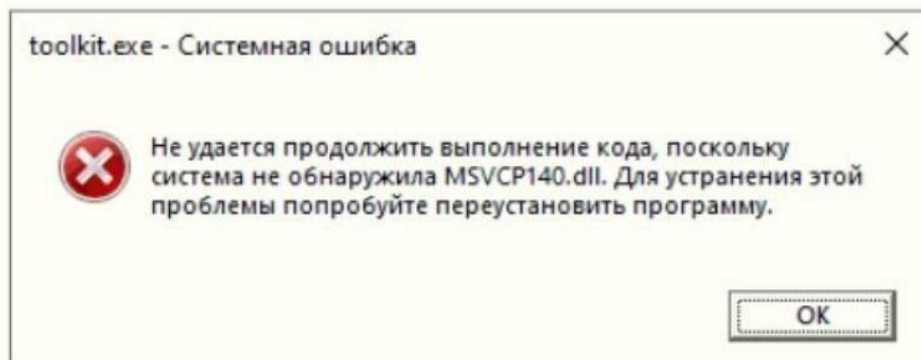 toolkit.exe - Системная ошибка
Не удается продолжить выполнение кода, поскольку
система не обнаружила MSVCP140.dll. Для устранения этой
проблемы попробуйте переустановить программу.
OK